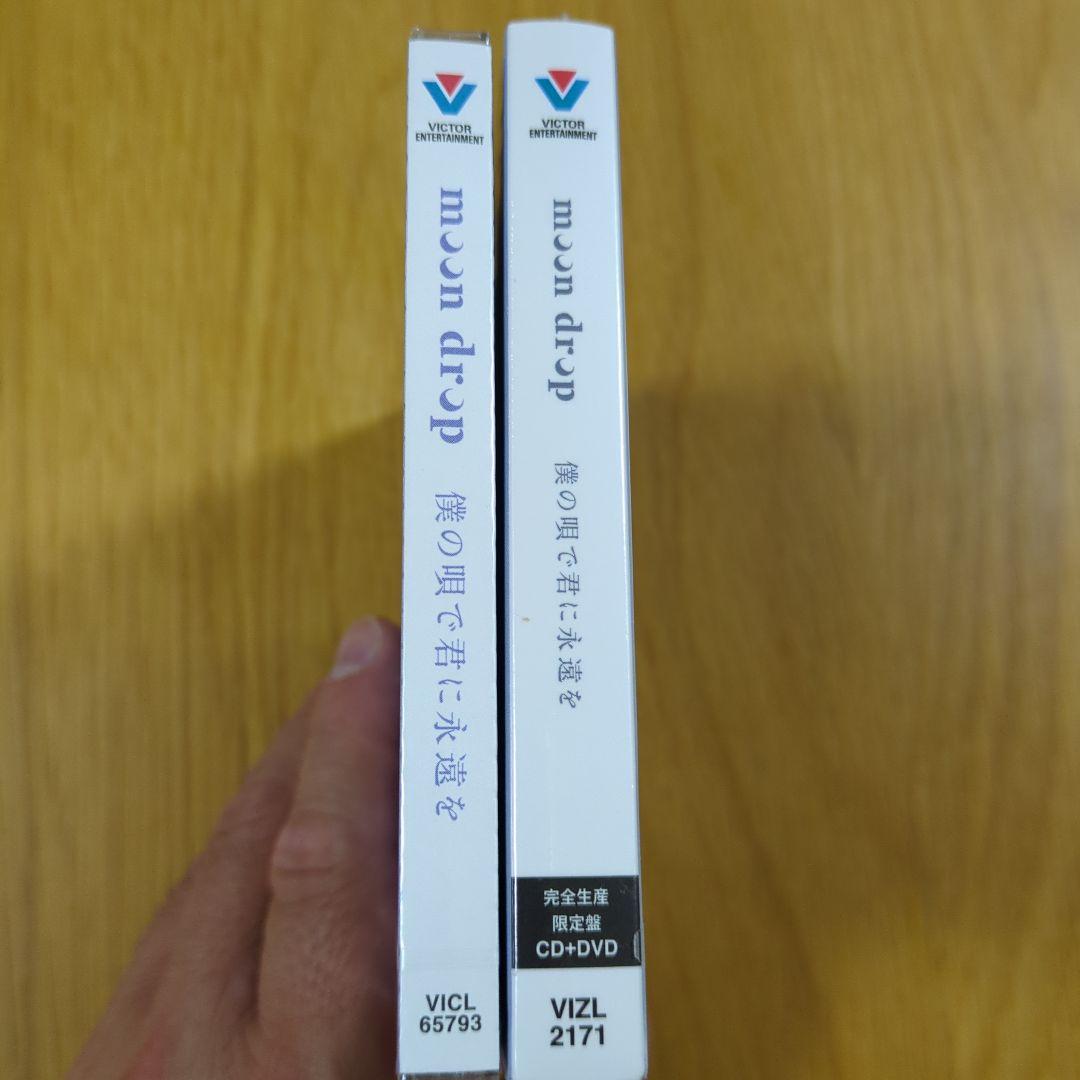 VICTOR
ENTERTAINMENT
moon drop
僕の唄で君に永遠を
VICL
65793
VICTOR
ENTERTAINMENT
moon drop
僕の唄で君に永遠を
完全生産
限定盤
CD+DVD
VIZL
2171